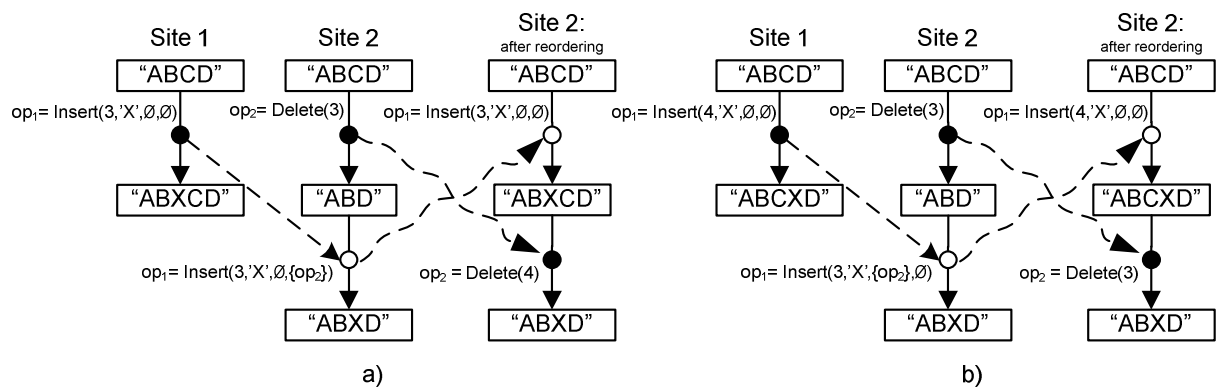 Site 1
Site 2
Site 2:
after reordering
“ABCD”
“ABCD”
“ABCD”
op₁= Insert(3,'X',Ø,Ø)
op₂= Delete(3)
op₁= Insert(3,'X',Ø,Ø)
“ABXCD”
“ABD”
“ABXCD”
op₁= Insert(3,'X',Ø,{op₂})
op₂ = Delete(4)
“ABXD”
“ABXD”
a)
Site 1
Site 2
Site 2:
after reordering
“ABCD”
“ABCD”
“ABCD”
op₁= Insert(4,'X',Ø,Ø)
op₂= Delete(3)
op₁= Insert(4,'X',Ø,Ø)
“ABCXD”
“ABD”
“ABCXD”
op₁= Insert(3,'X',{op₂},Ø)
op₂ = Delete(3)
“ABXD”
“ABXD”
b)